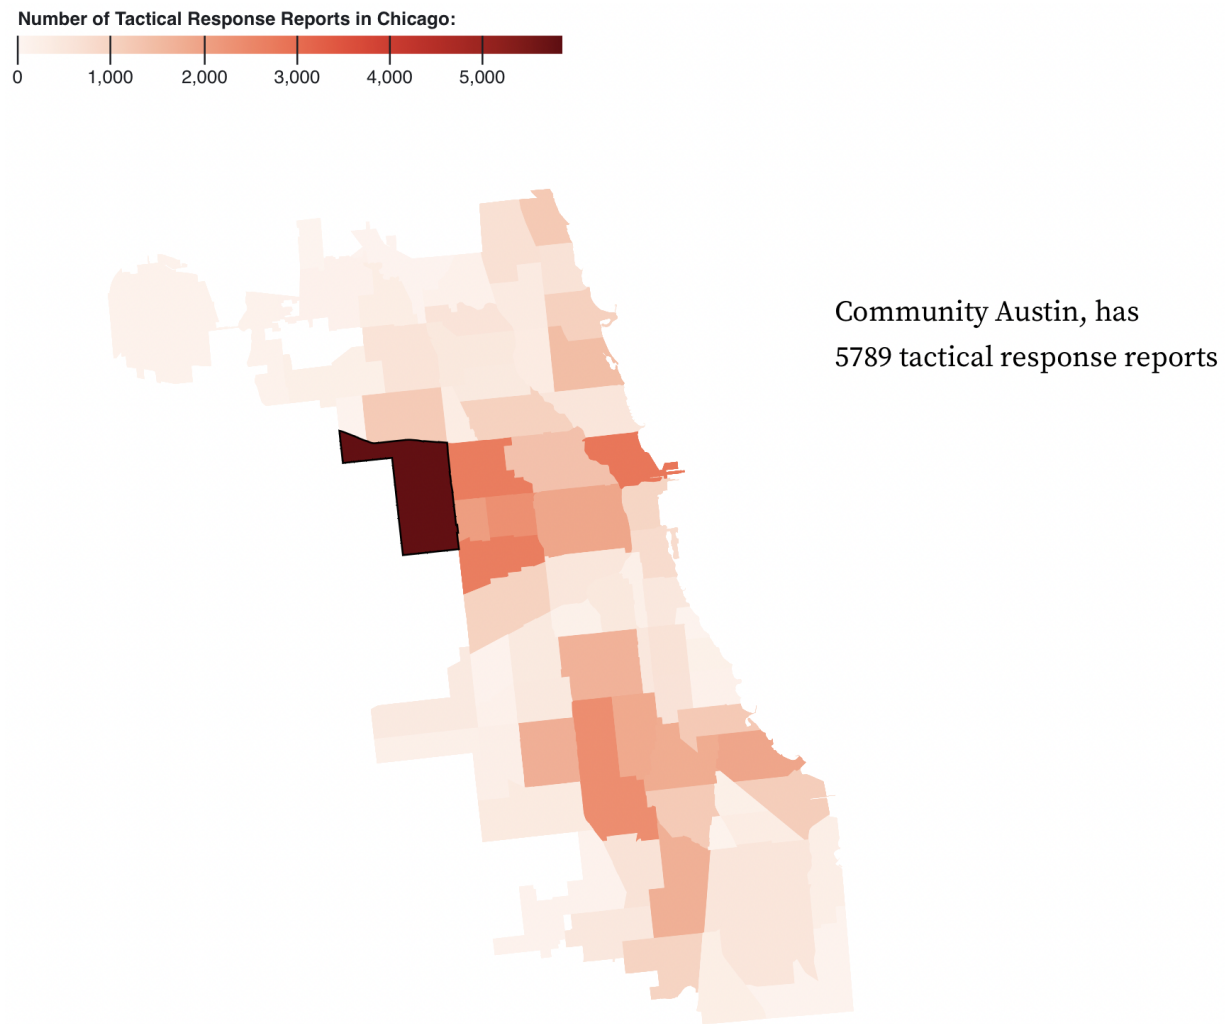 Number of Tactical Response Reports in Chicago:
0 1,000 2,000 3,000 4,000 5,000
Community Austin, has
5789 tactical response reports